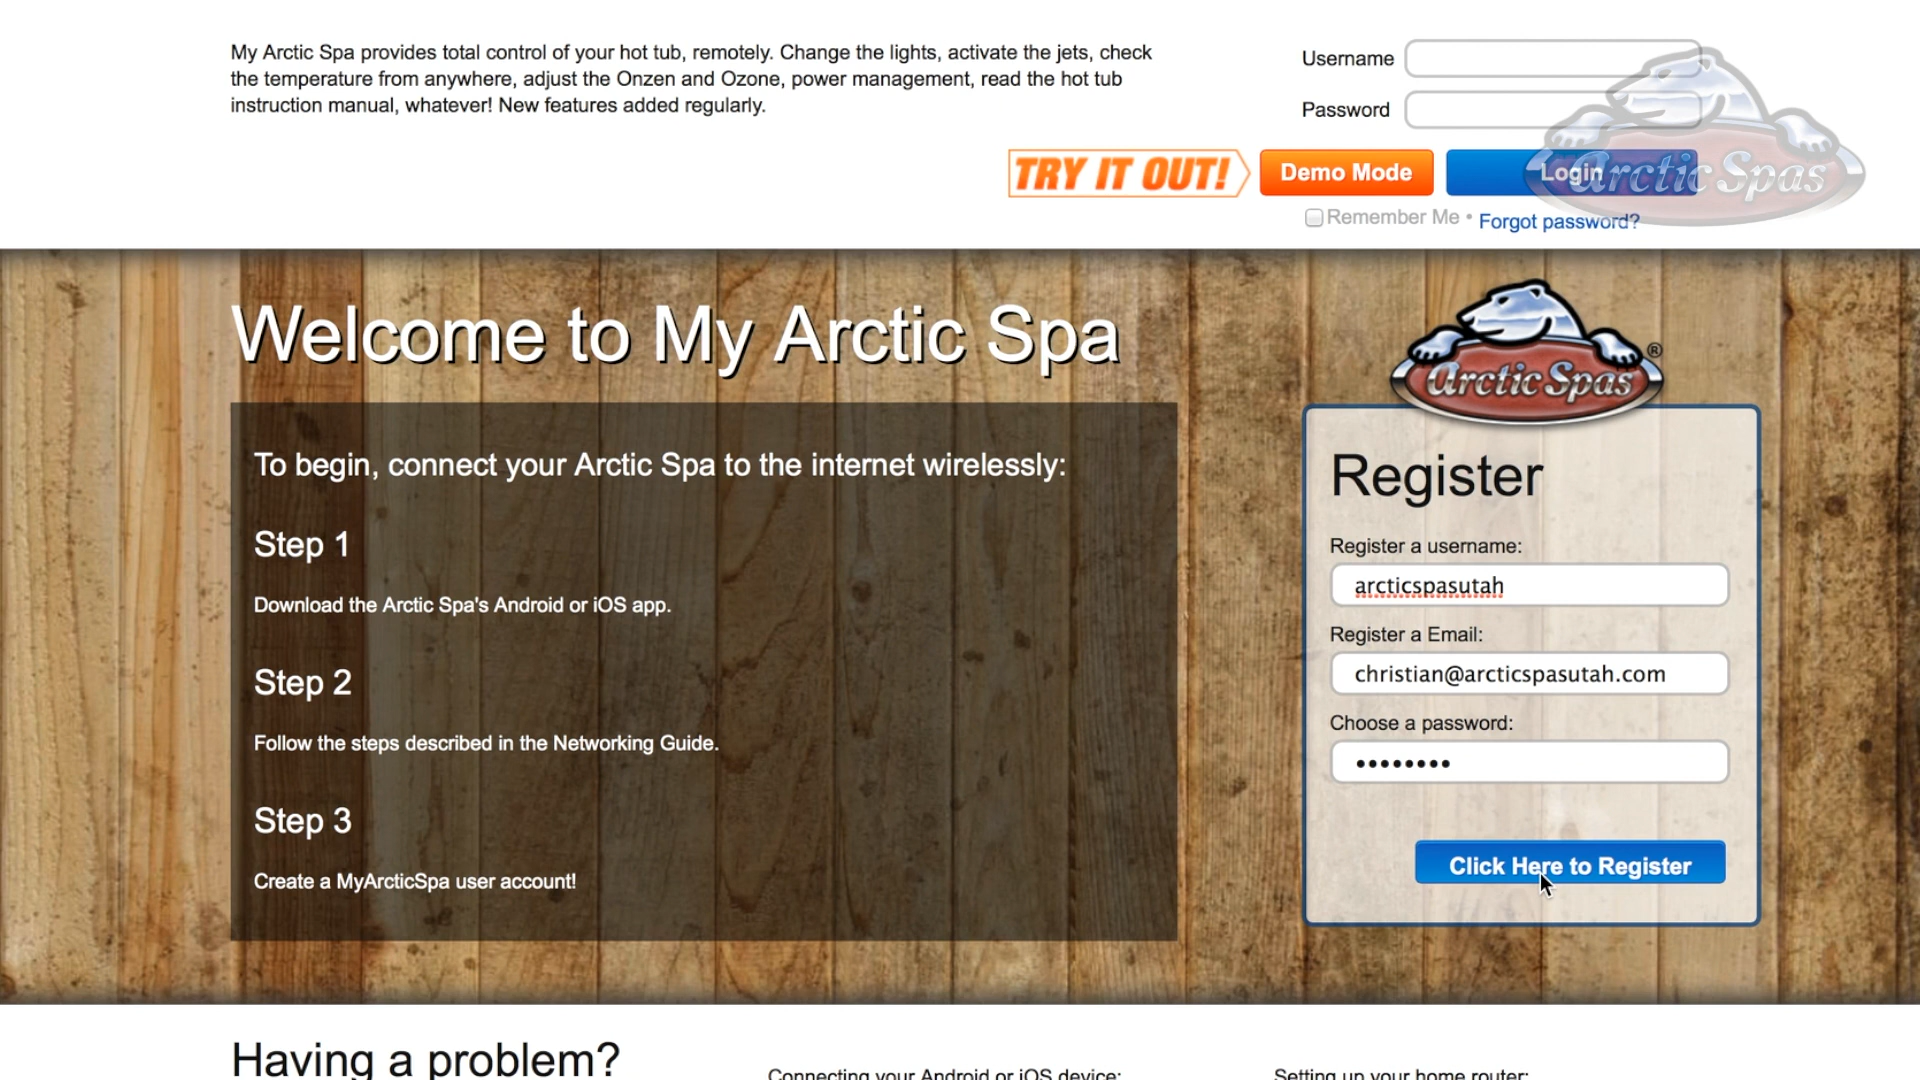 My Arctic Spa provides total control of your hot tub, remotely. Change the lights, activate the jets, check
the temperature from anywhere, adjust the Onzen and Ozone, power management, read the hot tub
instruction manual, whatever! New features added regularly.
Username
Password
TRY IT OUT!
Demo Mode
Login
Arctic Spas
Remember Me • Forgot password?
Welcome to My Arctic Spa
Arctic Spas®
To begin, connect your Arctic Spa to the internet wirelessly:
Step 1
Download the Arctic Spa's Android or iOS app.
Step 2
Follow the steps described in the Networking Guide.
Step 3
Create a MyArcticSpa user account!
Register
Register a username:
arcticspasutah
Register a Email:
christian@arcticspasutah.com
Choose a password:
••••••••
Click Here to Register
Having a problem?
Connecting your Android or iOS device:
Setting up your home router: